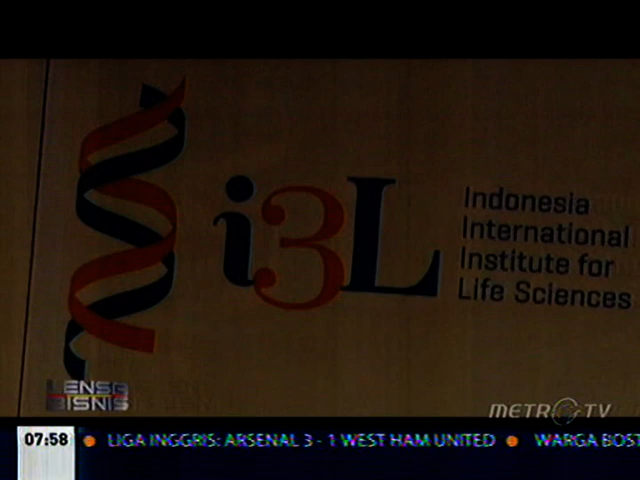 i3L
Indonesia
International
Institute for
Life Sciences
LENSA
BISNIS
METRO TV
07:58
LIGA INGGRIS: ARSENAL 3 - 1 WEST HAM UNITED
WARGA BOST